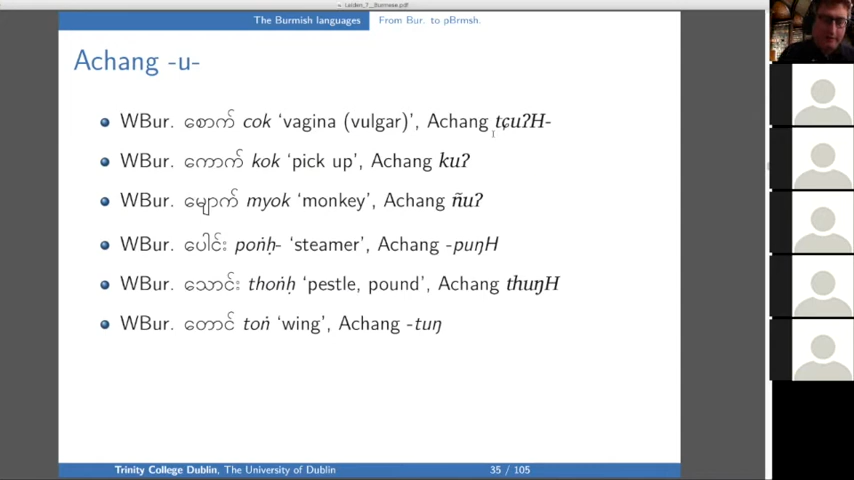 Leiden_7__Burmese.pdf
The Burmish languages From Bur. to pBrmsh.
Achang -u-
WBur. စောက် cok ‘vagina (vulgar)’, Achang tɕuʔH-
WBur. ကောက် kok ‘pick up’, Achang kuʔ
WBur. မျောက် myok ‘monkey’, Achang ñuʔ
WBur. ပေါင်း poṅḥ- ‘steamer’, Achang -puŋH
WBur. ထောင်း thoṅḥ ‘pestle, pound’, Achang thuŋH
WBur. တောင် toṅ ‘wing’, Achang -tuŋ
Trinity College Dublin, The University of Dublin 35 / 105